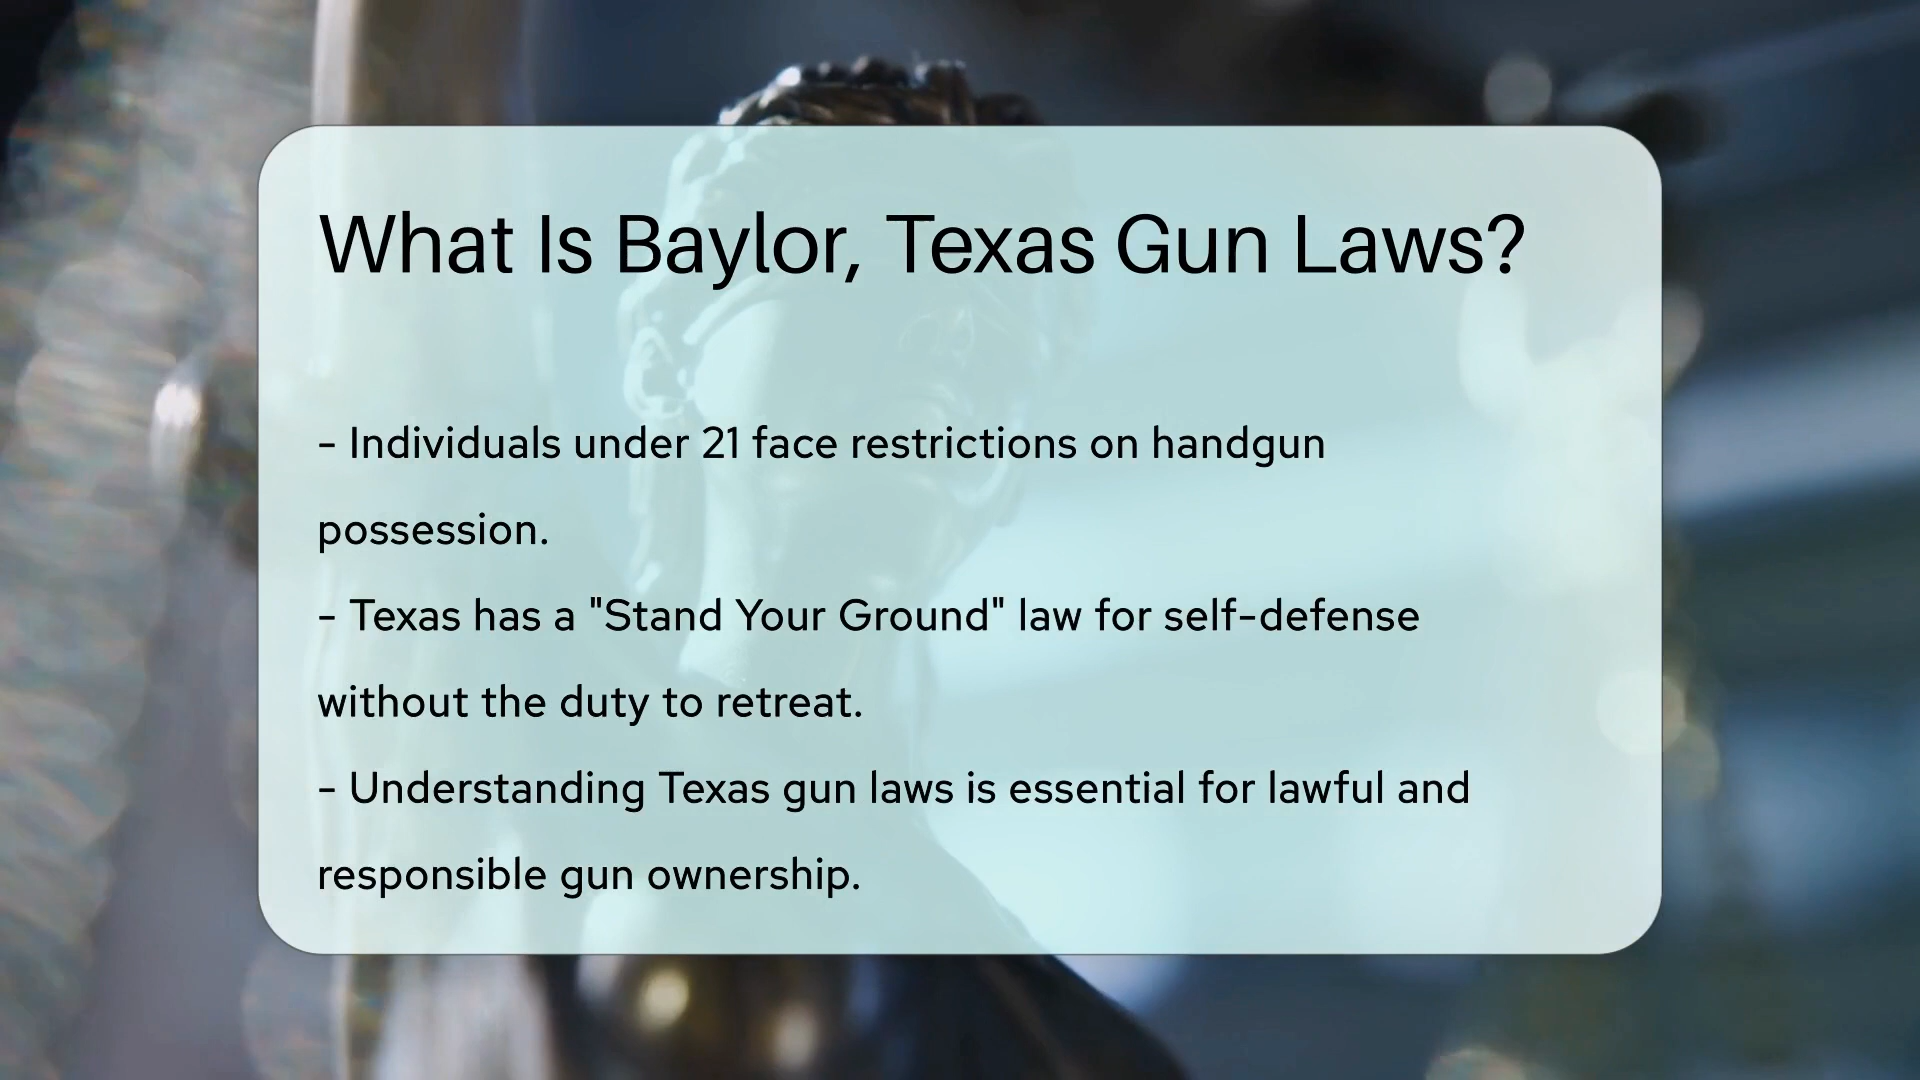 What Is Baylor, Texas Gun Laws?
- Individuals under 21 face restrictions on handgun
possession.
- Texas has a "Stand Your Ground" law for self-defense
without the duty to retreat.
- Understanding Texas gun laws is essential for lawful and
responsible gun ownership.